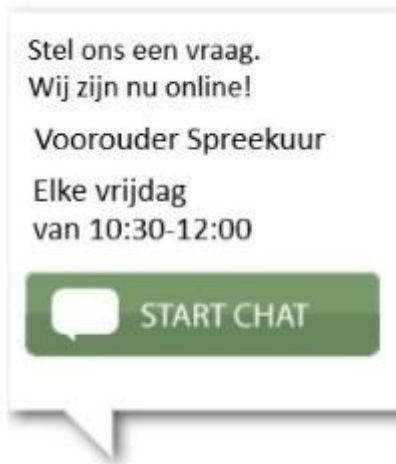 Stel ons een vraag.
Wij zijn nu online!
Voorouder Spreekuur
Elke vrijdag
van 10:30-12:00
START CHAT